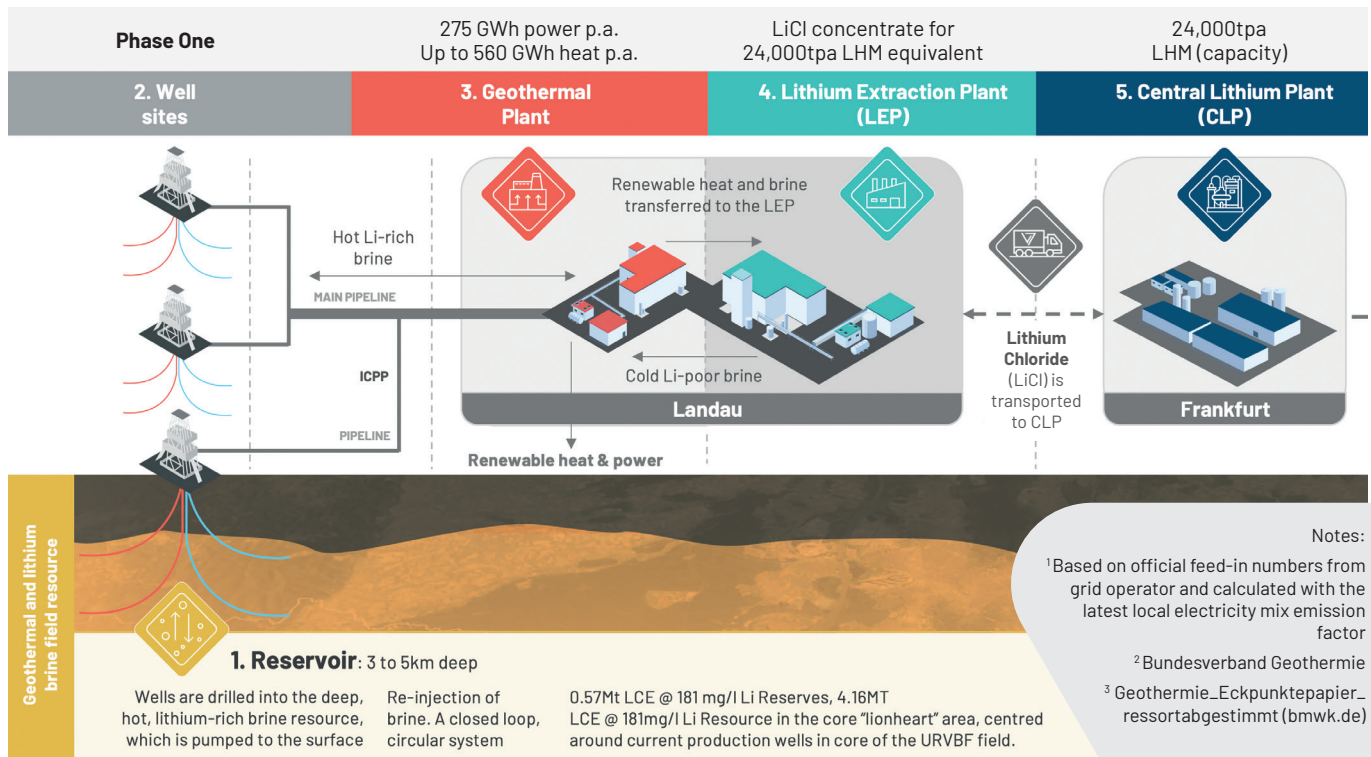 Phase One
275 GWh power p.a.
Up to 560 GWh heat p.a.
LiCl concentrate for
24,000tpa LHM equivalent
24,000tpa
LHM (capacity)
2. Well
sites
3. Geothermal
Plant
4. Lithium Extraction Plant
(LEP)
5. Central Lithium Plant
(CLP)
Renewable heat and brine
transferred to the LEP
Hot Li-rich
brine
MAIN PIPELINE
ICPP
PIPELINE
Cold Li-poor brine
Landau
Renewable heat & power
Lithium
Chloride
(LiCl) is
transported
to CLP
Frankfurt
Geothermal and lithium
brine field resource
1. Reservoir: 3 to 5km deep
Wells are drilled into the deep,
hot, lithium-rich brine resource,
which is pumped to the surface
Re-injection of
brine. A closed loop,
circular system
0.57Mt LCE @ 181 mg/l Li Reserves, 4.16MT
LCE @ 181mg/l Li Resource in the core "lionheart" area, centred
around current production wells in core of the URVBF field.
Notes:
¹ Based on official feed-in numbers from
grid operator and calculated with the
latest local electricity mix emission
factor
² Bundesverband Geothermie
³ Geothermie_Eckpunktepapier_
ressortabgestimmt (bmwk.de)